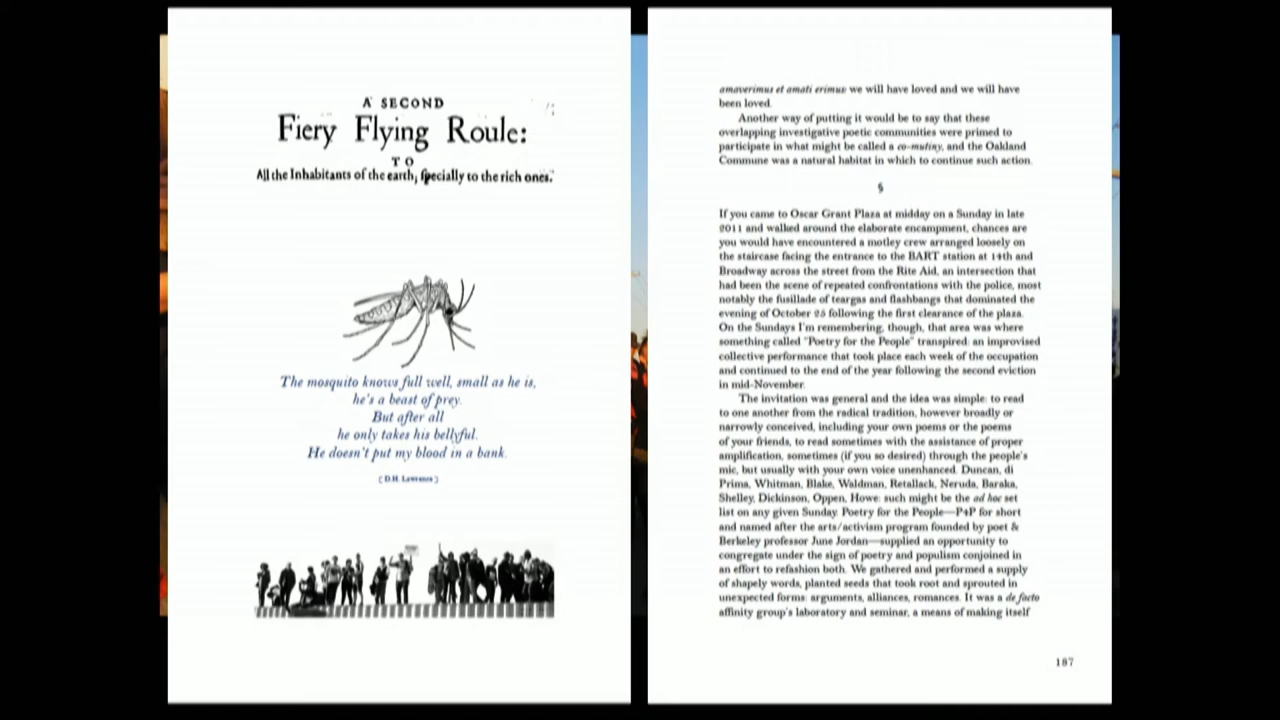 A SECOND
Fiery Flying Roule:
TO
All the Inhabitants of the earth; specially to the rich ones.
The mosquito knows full well, small as he is,
he's a beast of prey.
But after all
he only takes his bellyful.
He doesn't put my blood in a bank.
[D.H. Lawrence]
amaverimus et amati erimus: we will have loved and we will have
been loved.
Another way of putting it would be to say that these
overlapping investigative poetic communities were primed to
participate in what might be called a co-mutiny, and the Oakland
Commune was a natural habitat in which to continue such action.
§
If you came to Oscar Grant Plaza at midday on a Sunday in late
2011 and walked around the elaborate encampment, chances are
you would have encountered a motley crew arranged loosely on
the staircase facing the entrance to the BART station at 14th and
Broadway across the street from the Rite Aid, an intersection that
had been the scene of repeated confrontations with the police, most
notably the fusillade of teargas and flashbangs that dominated the
evening of October 25 following the first clearance of the plaza.
On the Sundays I'm remembering, though, that area was where
something called "Poetry for the People" transpired: an improvised
collective performance that took place each week of the occupation
and continued to the end of the year following the second eviction
in mid-November.
The invitation was general and the idea was simple: to read
to one another from the radical tradition, however broadly or
narrowly conceived, including your own poems or the poems
of your friends, to read sometimes with the assistance of proper
amplification, sometimes (if you so desired) through the people's
mic, but usually with your own voice unenhanced. Duncan, di
Prima, Whitman, Blake, Waldman, Retallack, Neruda, Baraka,
Shelley, Dickinson, Oppen, Howe: such might be the ad hoc set
list on any given Sunday. Poetry for the People—P4P for short
and named after the arts/activism program founded by poet &
Berkeley professor June Jordan—supplied an opportunity to
congregate under the sign of poetry and populism conjoined in
an effort to refashion both. We gathered and performed a supply
of shapely words, planted seeds that took root and sprouted in
unexpected forms: arguments, alliances, romances. It was a de facto
affinity group's laboratory and seminar, a means of making itself
187